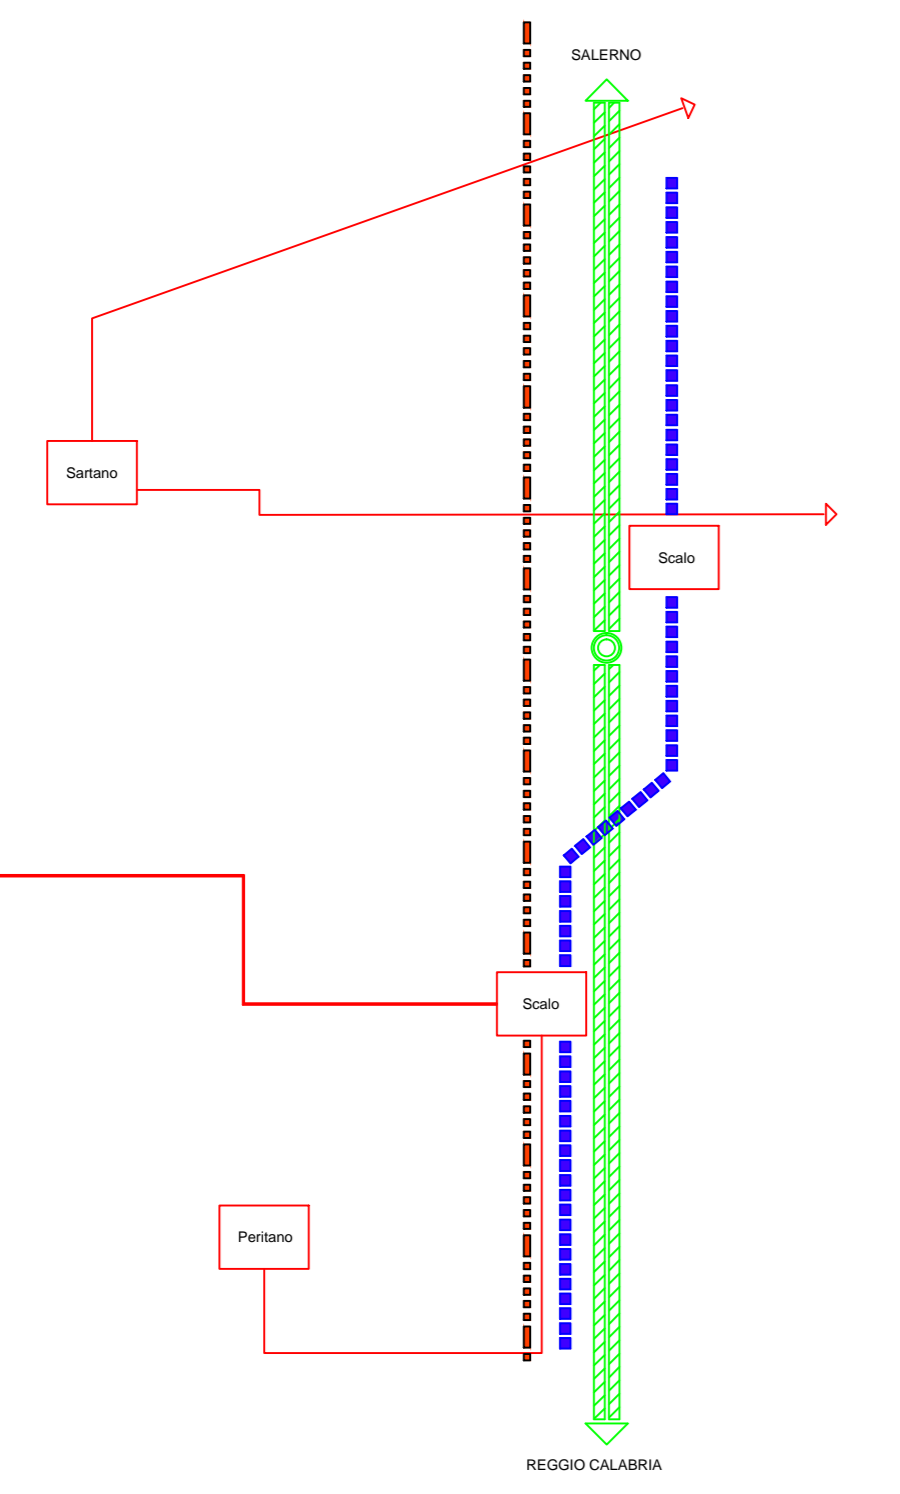 SALERNO
Sartano
Scalo
Scalo
Peritano
REGGIO CALABRIA